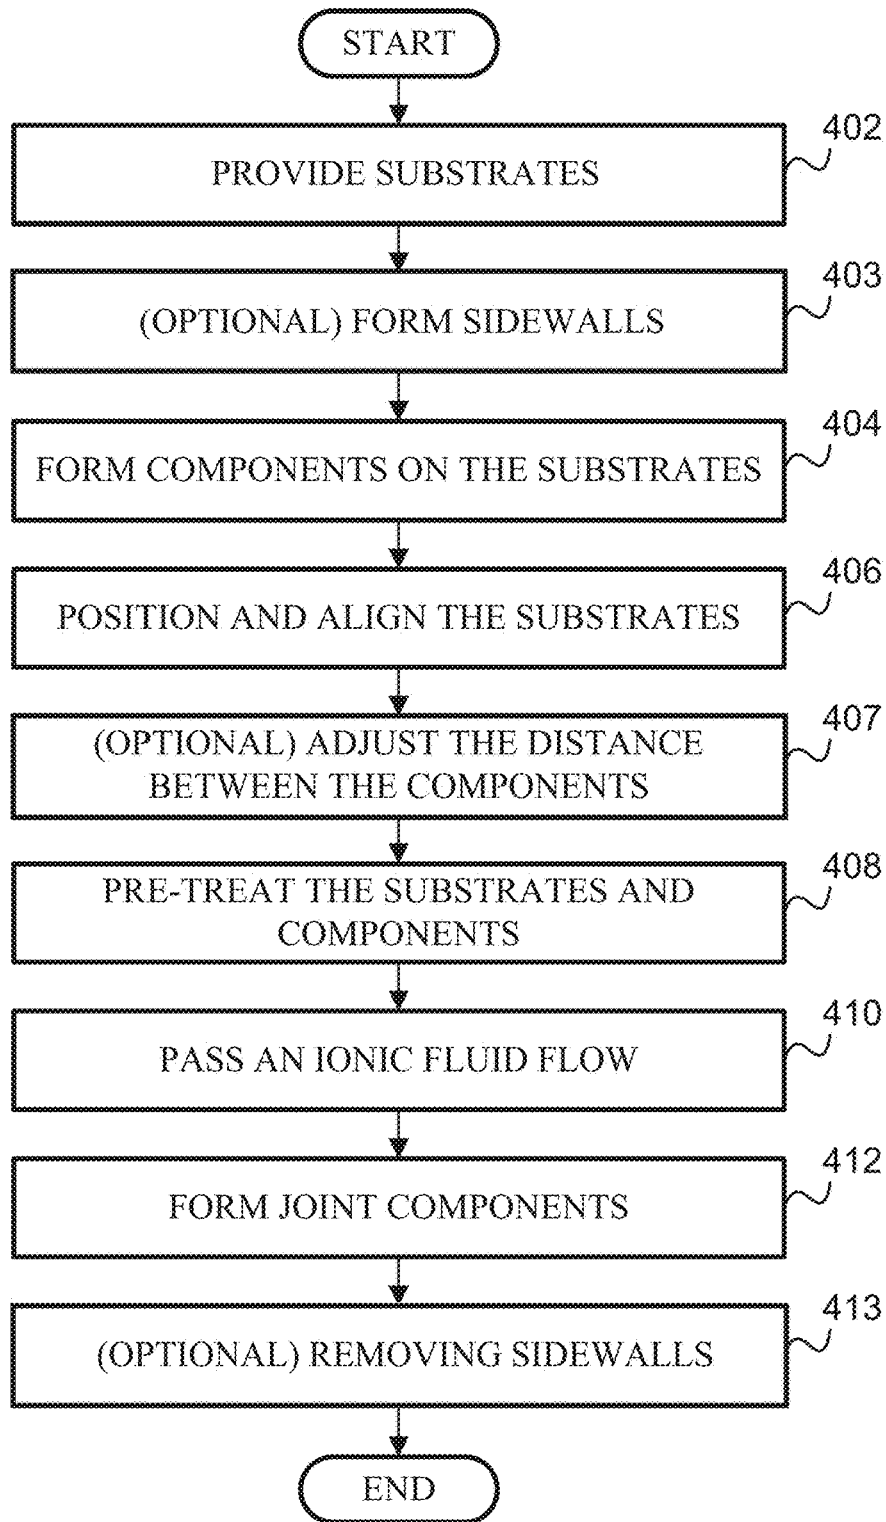 START
402
PROVIDE SUBSTRATES
403
(OPTIONAL) FORM SIDEWALLS
404
FORM COMPONENTS ON THE SUBSTRATES
406
POSITION AND ALIGN THE SUBSTRATES
407
(OPTIONAL) ADJUST THE DISTANCE
BETWEEN THE COMPONENTS
408
PRE-TREAT THE SUBSTRATES AND
COMPONENTS
410
PASS AN IONIC FLUID FLOW
412
FORM JOINT COMPONENTS
413
(OPTIONAL) REMOVING SIDEWALLS
END